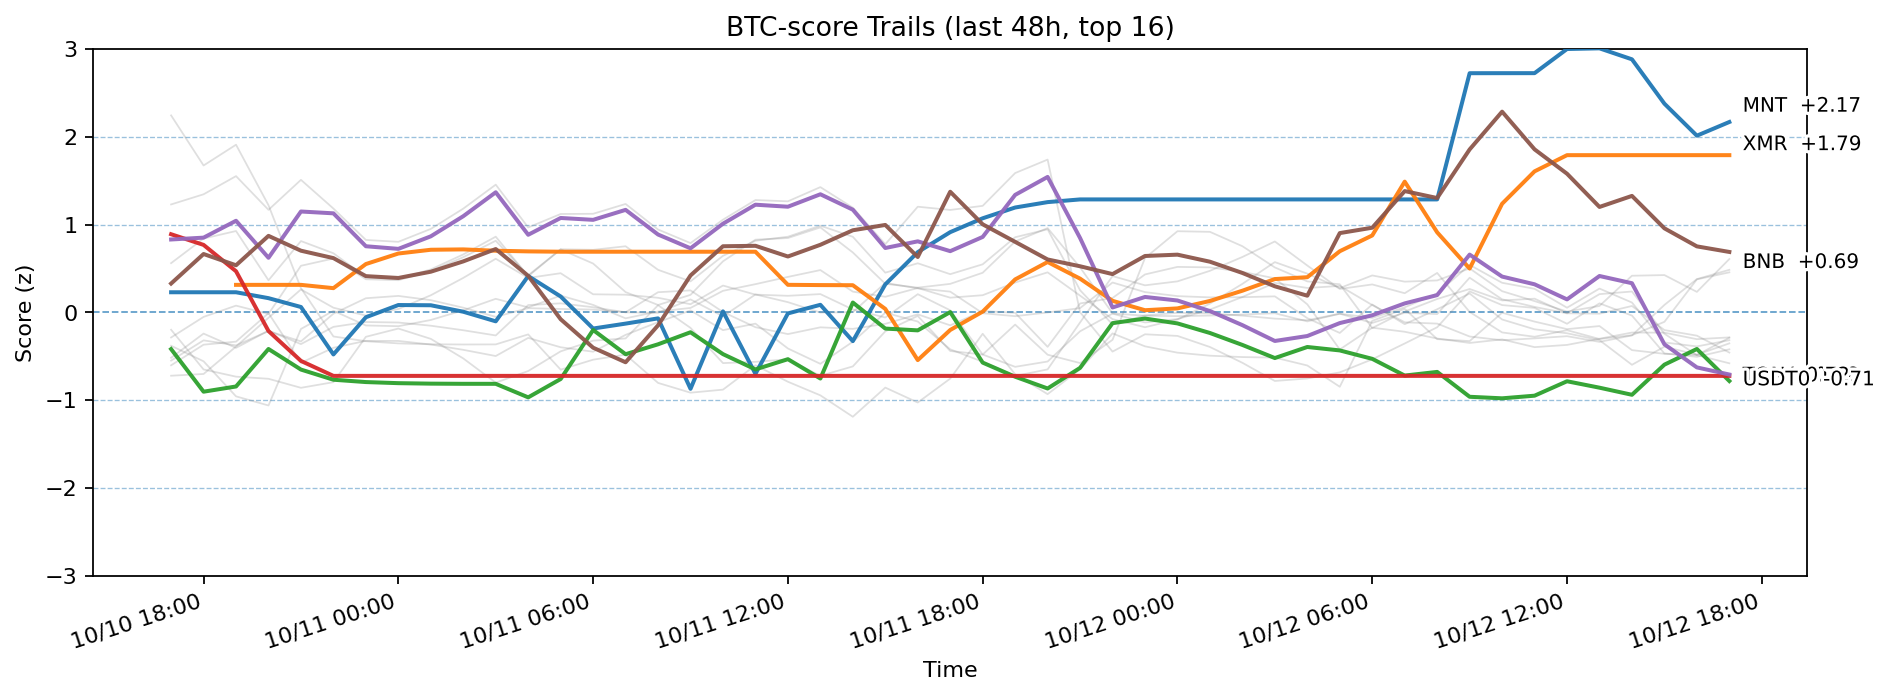 BTC-score Trails (last 48h, top 16)
Score (z)
3
2
1
0
−1
−2
−3
MNT +2.17
XMR +1.79
BNB +0.69
USDT0 -0.71
10/10 18:00
10/11 00:00
10/11 06:00
10/11 12:00
10/11 18:00
10/12 00:00
10/12 06:00
10/12 12:00
10/12 18:00
Time